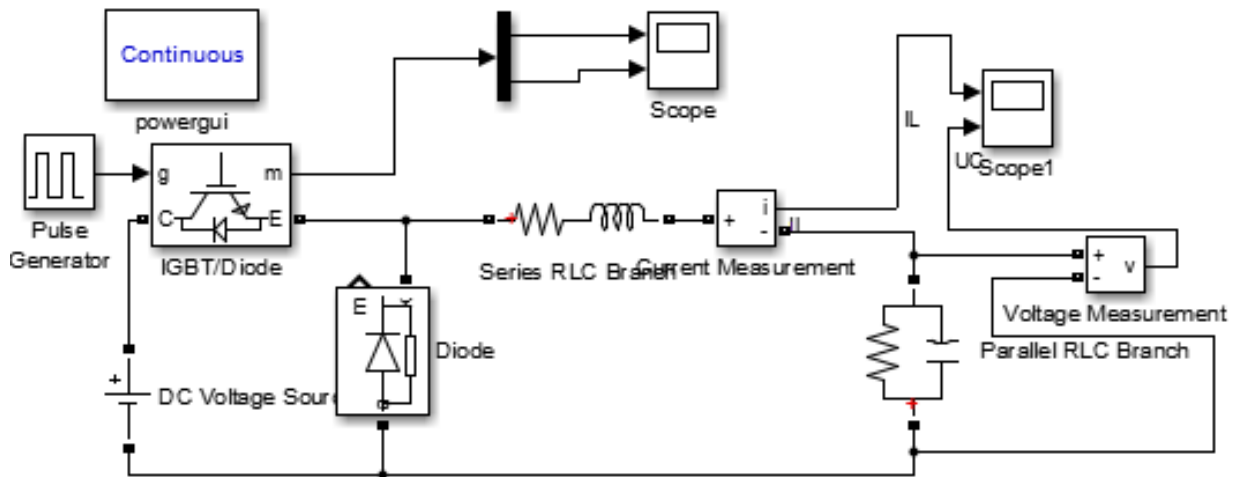 Continuous
powergui
Scope
IL
UC
Scope1
g
m
C
E
Pulse
Generator
IGBT/Diode
+
i
-
Series RLC Branch
Current Measurement
+
-
v
Voltage Measurement
E
Diode
Parallel RLC Branch
+
DC Voltage Sour
+